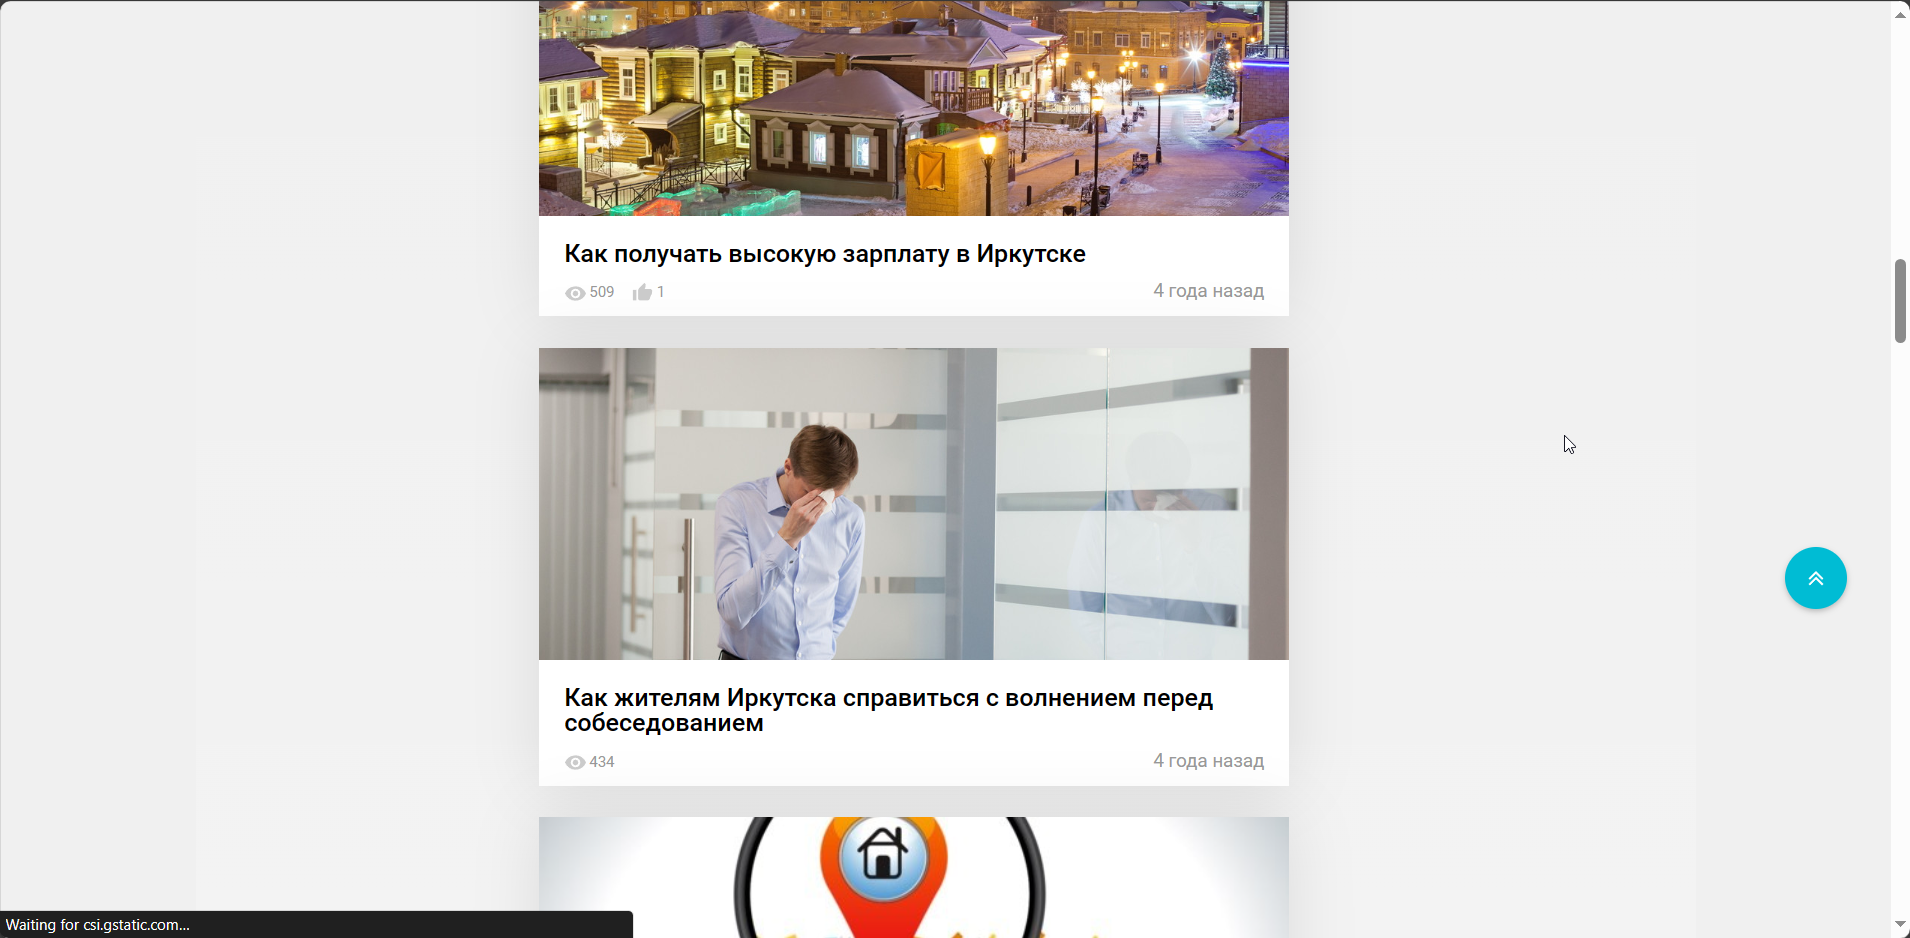 Как получать высокую зарплату в Иркутске
509 1 4 года назад
Как жителям Иркутска справиться с волнением перед
собеседованием
434 4 года назад
Waiting for csi.gstatic.com...